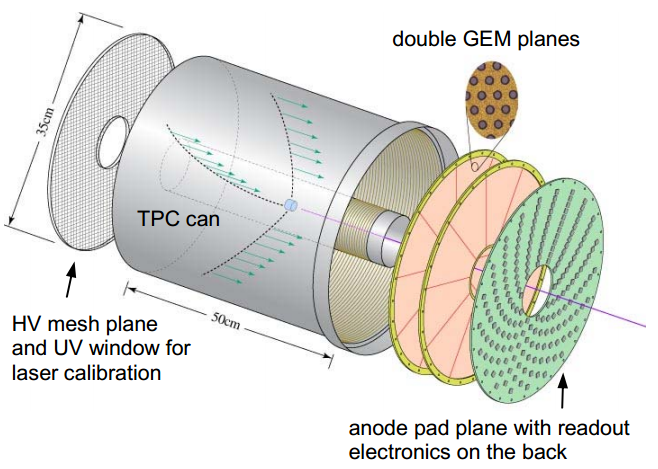 double GEM planes
35cm
TPC can
50cm
HV mesh plane
and UV window for
laser calibration
anode pad plane with readout
electronics on the back